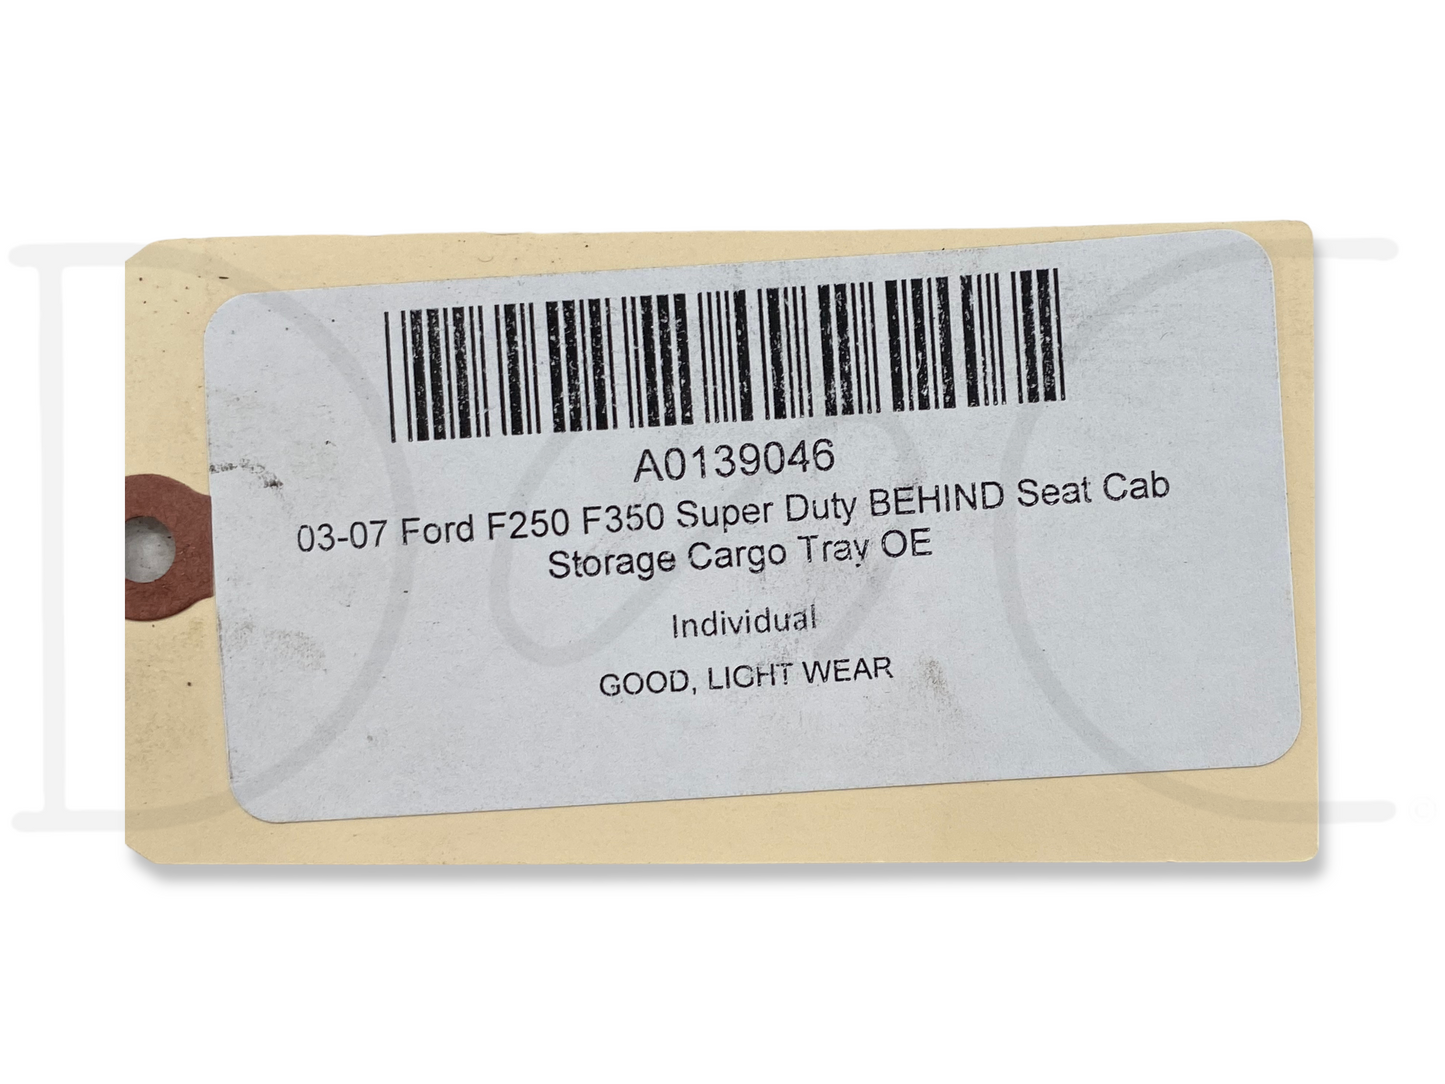 A0139046
03-07 Ford F250 F350 Super Duty BEHIND Seat Cab
Storage Cargo Tray OE
Individual
GOOD, LIGHT WEAR